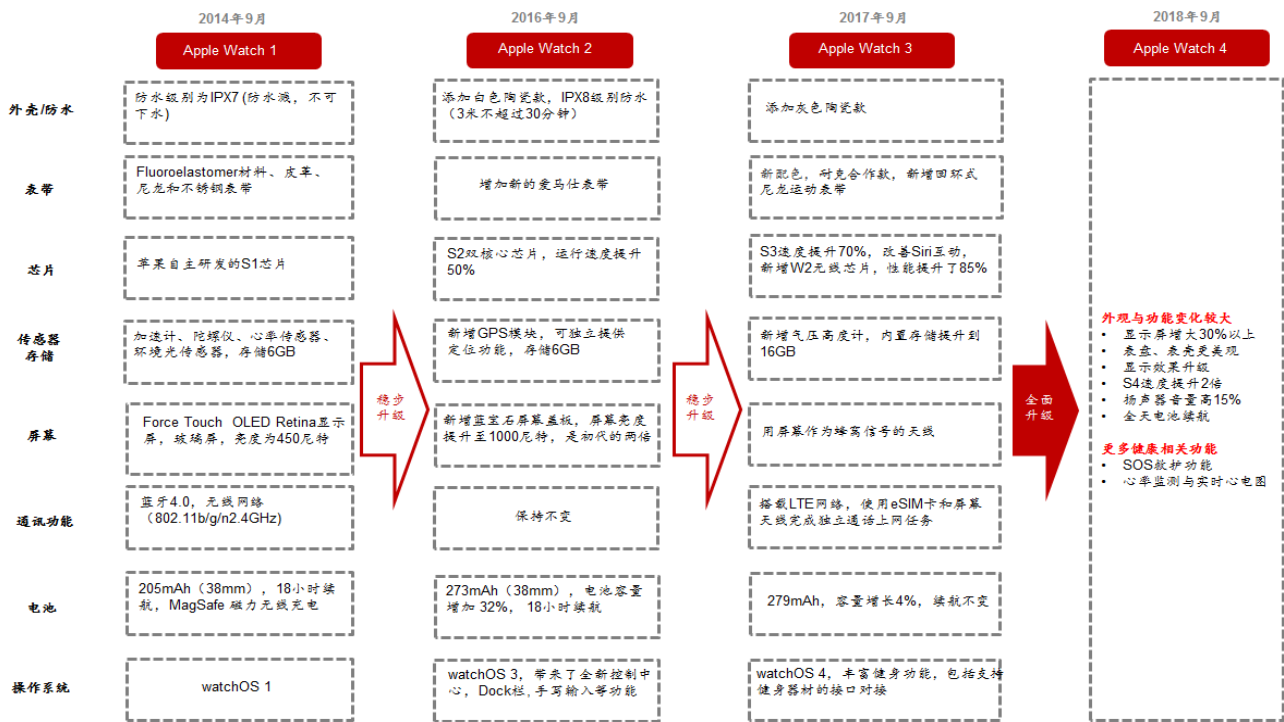 2014年9月
2016年9月
2017年9月
2018年9月
Apple Watch 1
Apple Watch 2
Apple Watch 3
Apple Watch 4
外壳/防水
防水级别为IPX7 (防水溅，不可
下水)
添加白色陶瓷款，IPX8级别防水
（3米不超过30分钟）
添加灰色陶瓷款
表带
Fluoroelastomer材料、皮革、
尼龙和不锈钢表带
增加新的爱马仕表带
新配色，耐克合作款，新增回环式
尼龙运动表带
芯片
苹果自主研发的S1芯片
S2双核心芯片，运行速度提升
50%
S3速度提升70%，改善Siri互动，
新增W2无线芯片，性能提升了85%
传感器
存储
加速计、陀螺仪、心率传感器、
环境光传感器，存储6GB
新增GPS模块，可独立提供
定位功能，存储6GB
新增气压高度计，内置存储提升到
16GB
屏幕
Force Touch OLED Retina显示
屏，玻璃屏，亮度为450尼特
新增蓝宝石屏幕盖板，屏幕亮度
提升至1000尼特，是初代的两倍
用屏幕作为蜂窝信号的天线
通讯功能
蓝牙4.0，无线网络
（802.11b/g/n2.4GHz)
保持不变
搭载LTE网络，使用eSIM卡和屏幕
天线完成独立通话上网任务
电池
205mAh（38mm），18小时续
航，MagSafe 磁力无线充电
273mAh（38mm），电池容量
增加 32%，18小时续航
279mAh，容量增长4%，续航不变
操作系统
watchOS 1
watchOS 3，带来了全新控制中
心，Dock栏,手写输入等功能
watchOS 4，丰富健身功能，包括支持
健身器材的接口对接
稳步
升级
稳步
升级
全面
升级
外观与功能变化较大
• 显示屏增大30%以上
• 表盘、表壳更美观
• 显示效果升级
• S4速度提升2倍
• 扬声器音量高15%
• 全天电池续航
更多健康相关功能
• SOS救护功能
• 心率监测与实时心电图